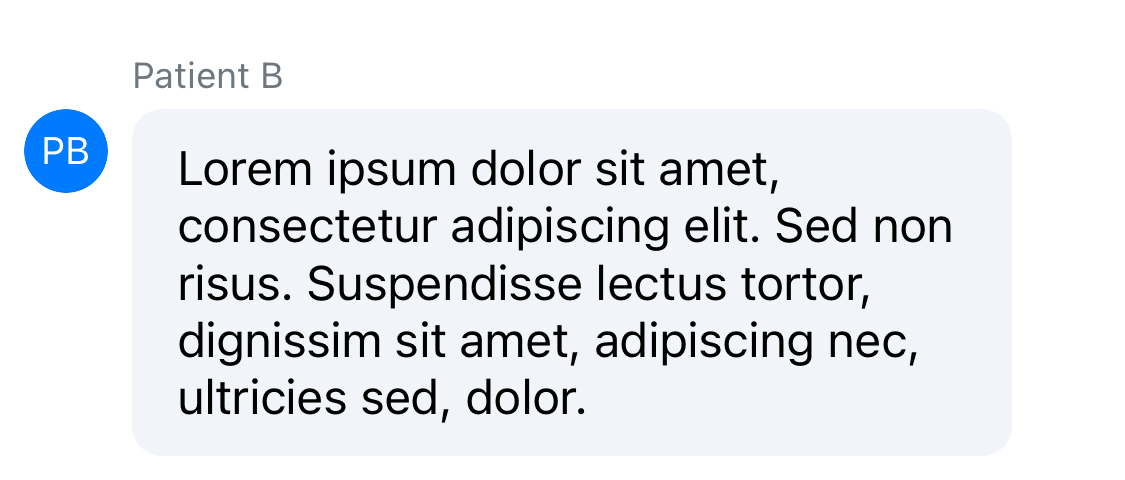 Patient B
PB
Lorem ipsum dolor sit amet,
consectetur adipiscing elit. Sed non
risus. Suspendisse lectus tortor,
dignissim sit amet, adipiscing nec,
ultricies sed, dolor.